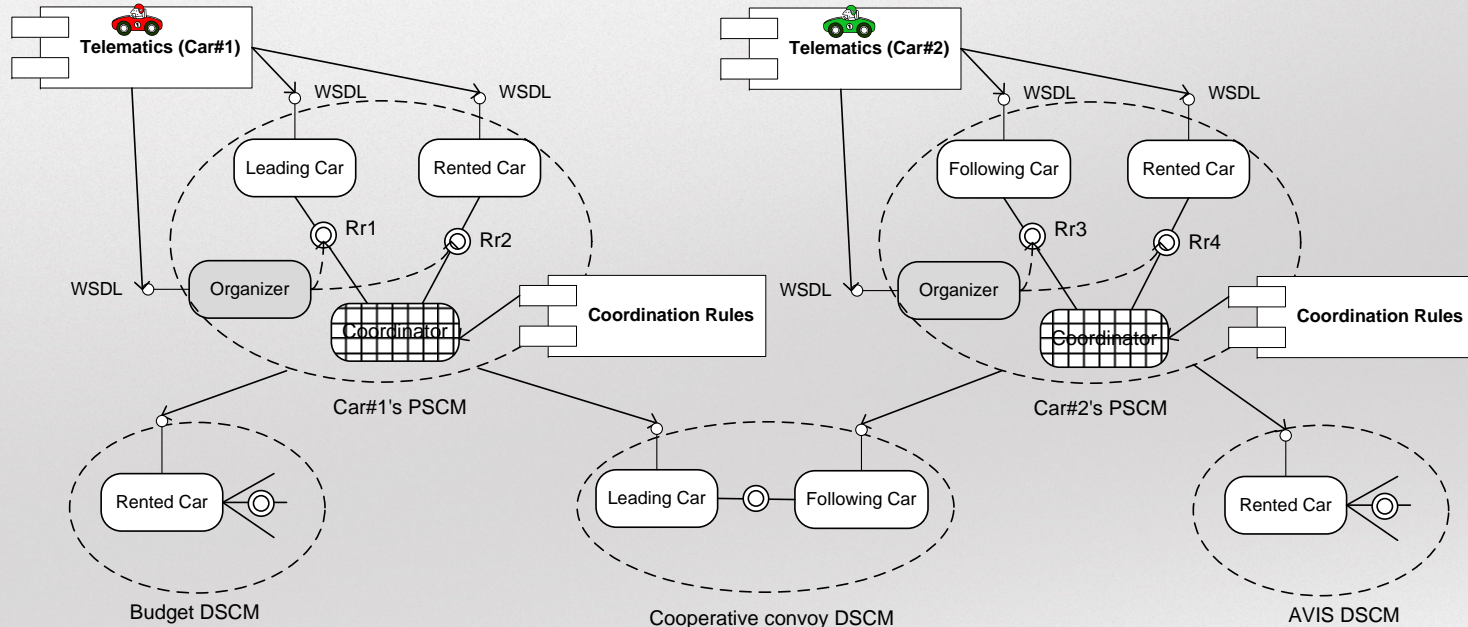 Telematics (Car#1)
Telematics (Car#2)
WSDL
WSDL
WSDL
WSDL
Leading Car
Rented Car
Following Car
Rented Car
Rr1
Rr2
Rr3
Rr4
WSDL
Organizer
WSDL
Organizer
Coordination Rules
Coordination Rules
Coordinator
Coordinator
Car#1's PSCM
Car#2's PSCM
Rented Car
Leading Car
Following Car
Rented Car
Budget DSCM
Cooperative convoy DSCM
AVIS DSCM